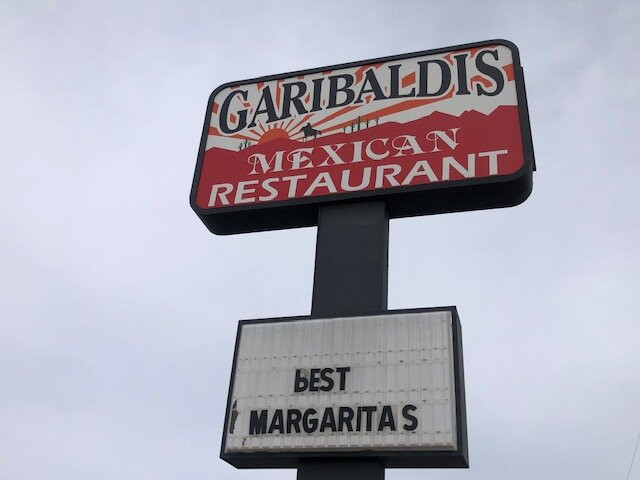 GARIBALDIS
MEXICAN
RESTAURANT
bEST
MARGARITAS